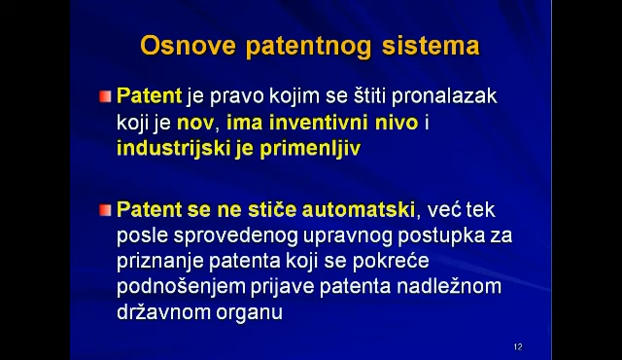 Osnove patentnog sistema
Patent je pravo kojim se štiti pronalazak
koji je nov, ima inventivni nivo i
industrijski je primenljiv
Patent se ne stiče automatski, već tek
posle sprovedenog upravnog postupka za
priznanje patenta koji se pokreće
podnošenjem prijave patenta nadležnom
državnom organu
12